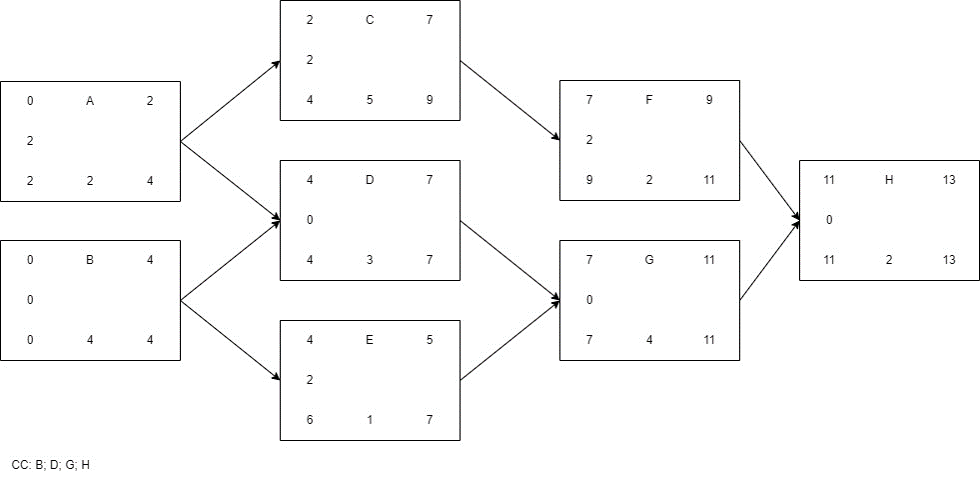 2 C 7
2
4 5 9
0 A 2
2
2 2 4
4 D 7
0
4 3 7
0 B 4
0
0 4 4
4 E 5
2
6 1 7
7 F 9
2
9 2 11
7 G 11
0
7 4 11
11 H 13
0
11 2 13
CC: B; D; G; H